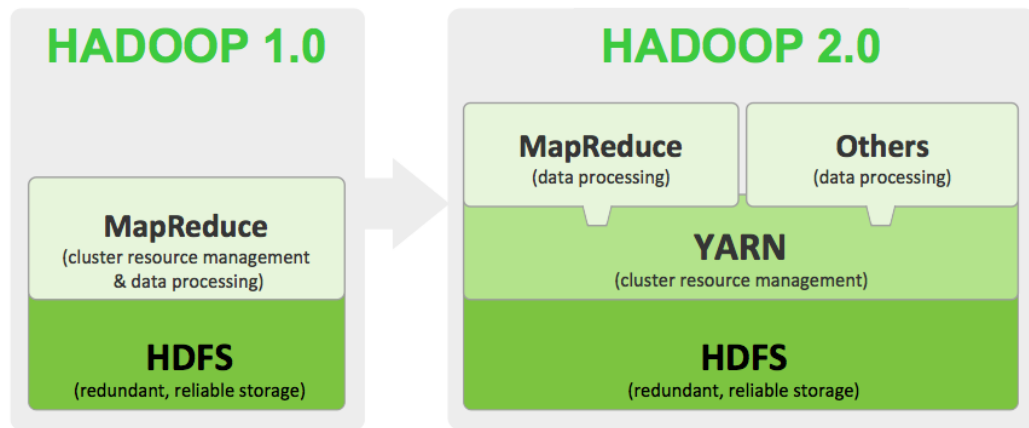 HADOOP 1.0
MapReduce
(cluster resource management
& data processing)
HDFS
(redundant, reliable storage)
HADOOP 2.0
MapReduce
(data processing)
Others
(data processing)
YARN
(cluster resource management)
HDFS
(redundant, reliable storage)